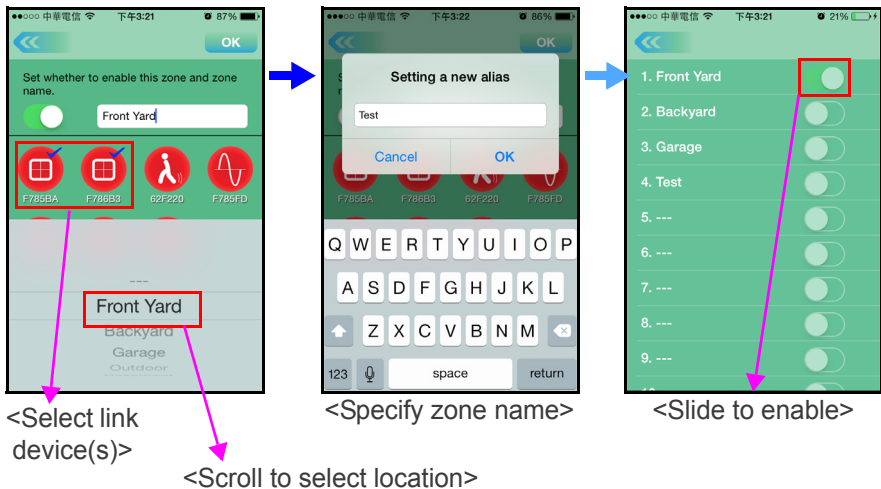 中華電信 下午3:21 87%
OK
Set whether to enable this zone and zone
name.
Front Yard
F785BA F786B3 62F220 F785FD
---
Front Yard
Backyard
Garage
Outdoor
<Select link
device(s)>
<Scroll to select location>
中華電信 下午3:22 86%
OK
Setting a new alias
Test
Cancel OK
F785BA F786B3 62F220 F785FD
Q W E R T Y U I O P
A S D F G H J K L
Z X C V B N M
123 space return
<Specify zone name>
中華電信 下午3:21 21%
1. Front Yard
2. Backyard
3. Garage
4. Test
5. ---
6. ---
7. ---
8. ---
9. ---
<Slide to enable>